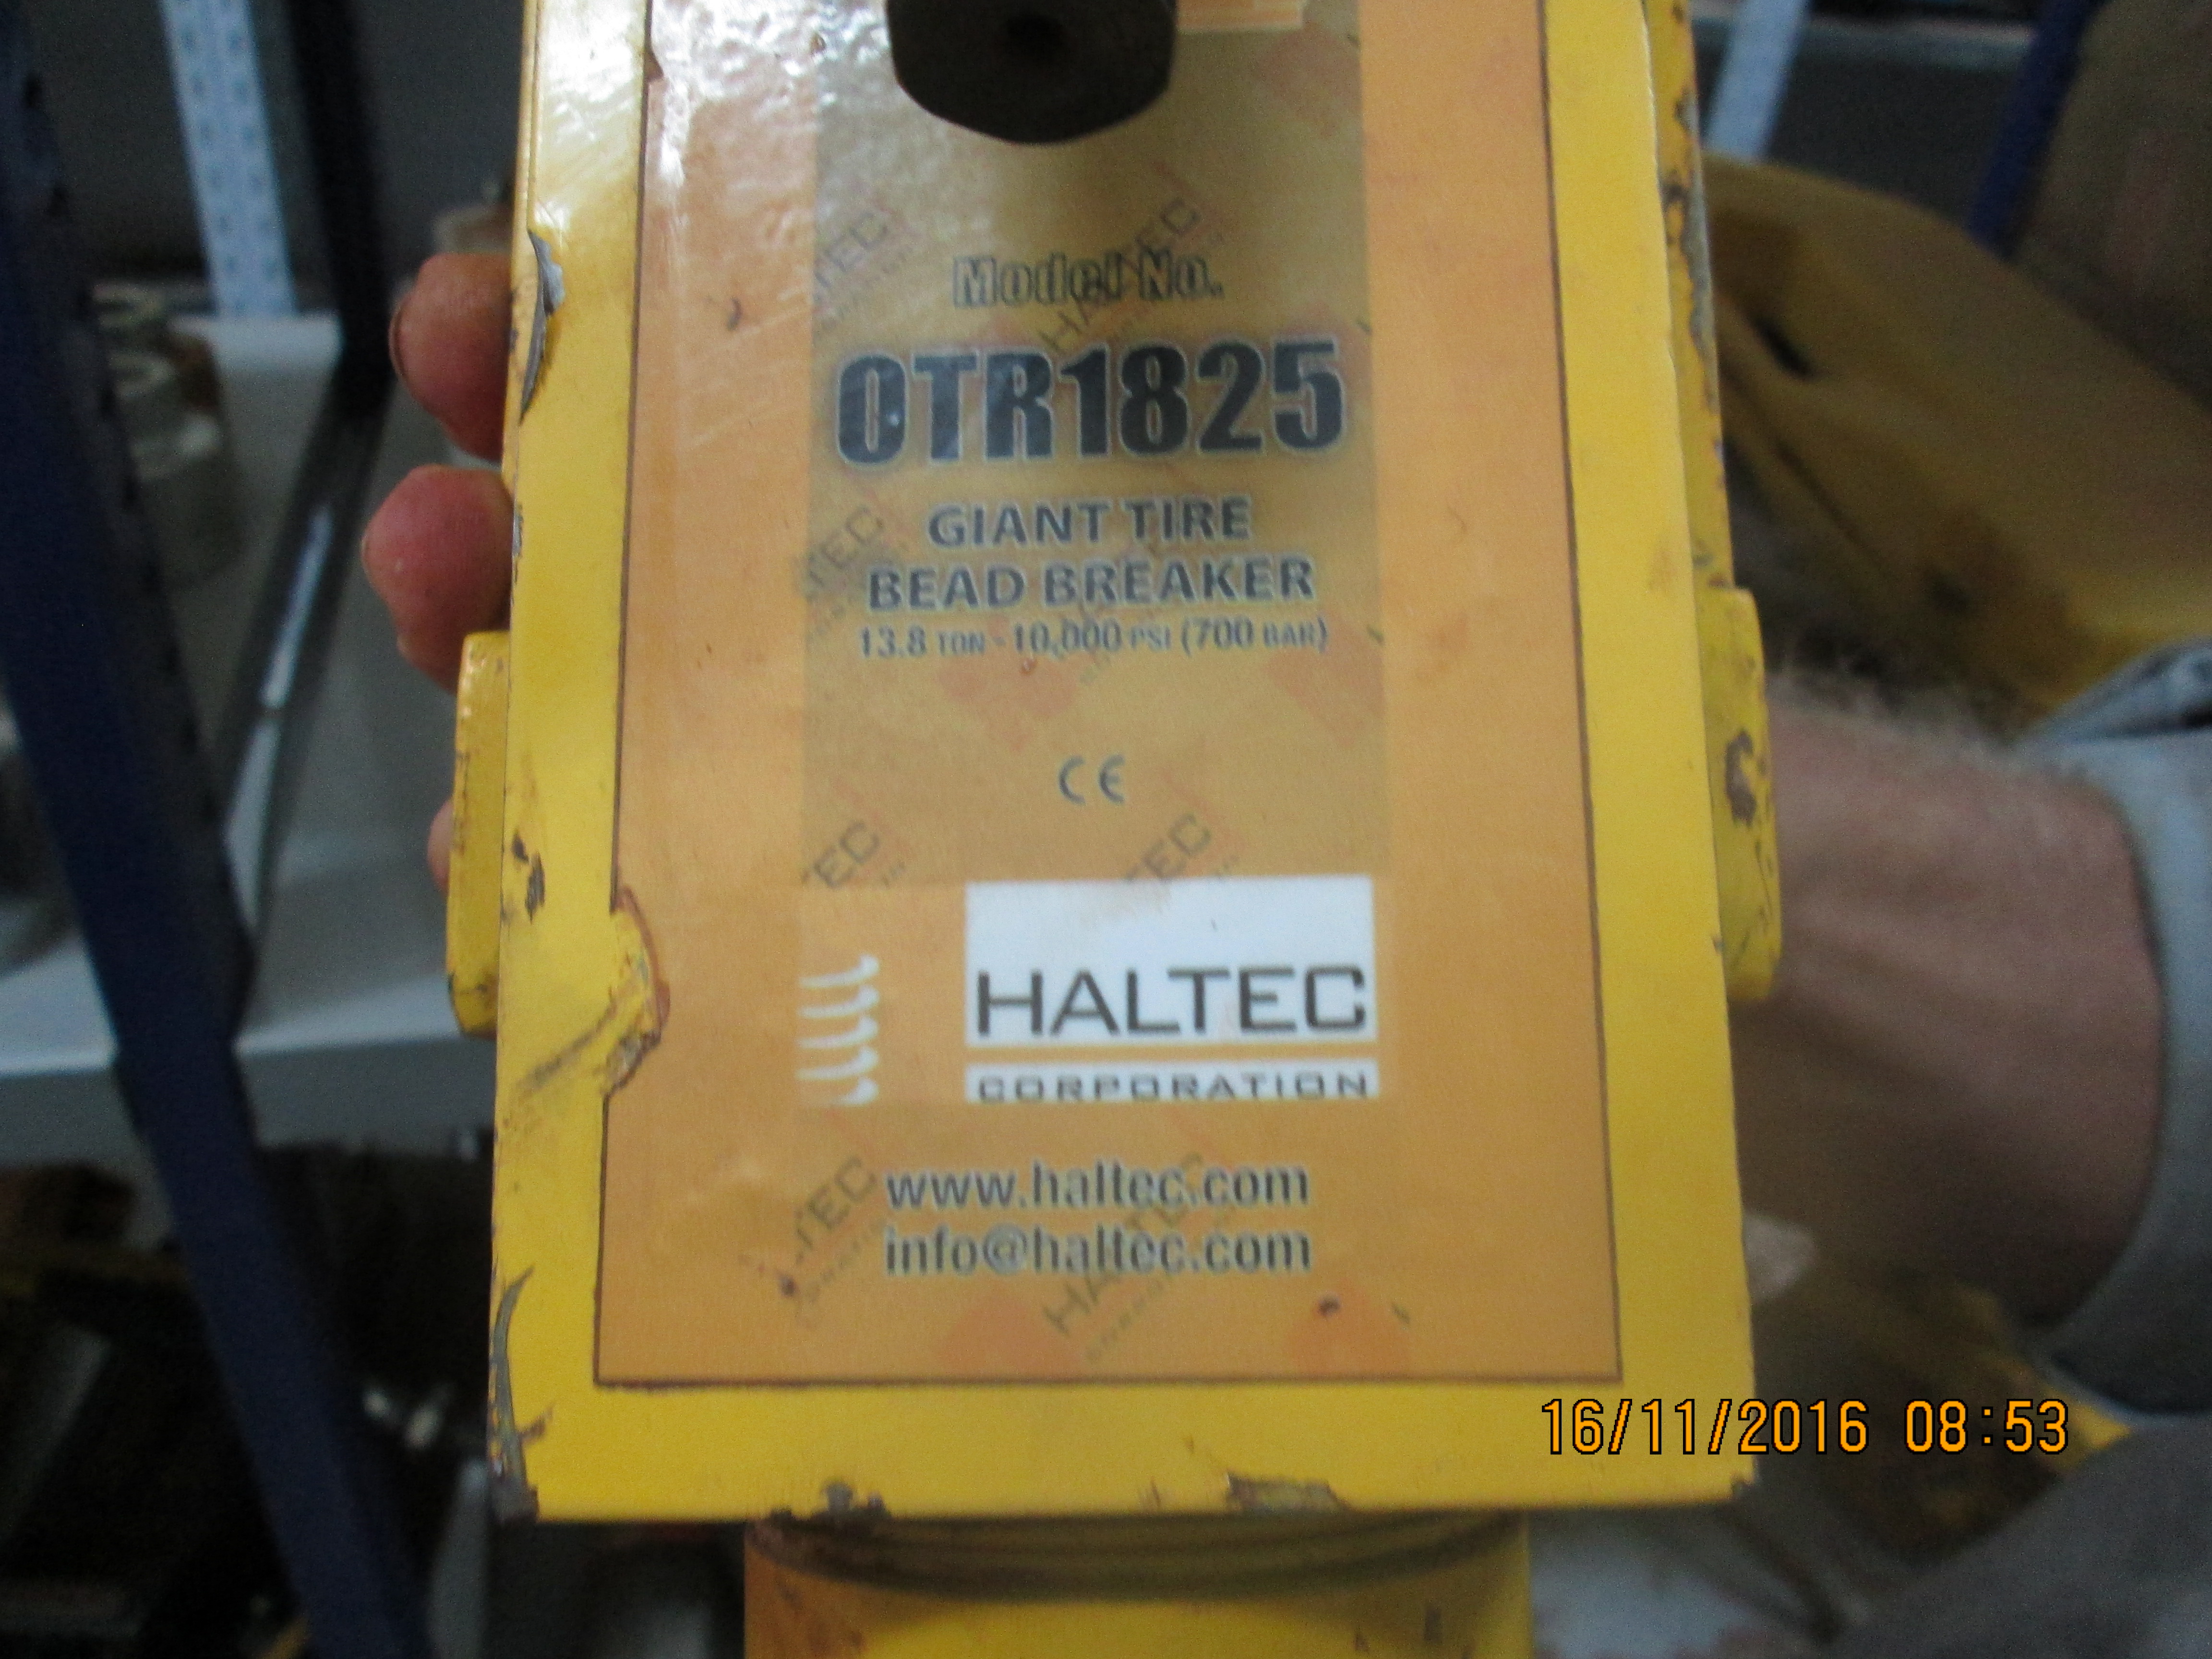 Model No.
OTR1825
GIANT TIRE
BEAD BREAKER
13.8 TON - 10,000 PSI (700 BAR)
CE
HALTEC
CORPORATION
www.haltec.com
info@haltec.com
16/11/2016 08:53